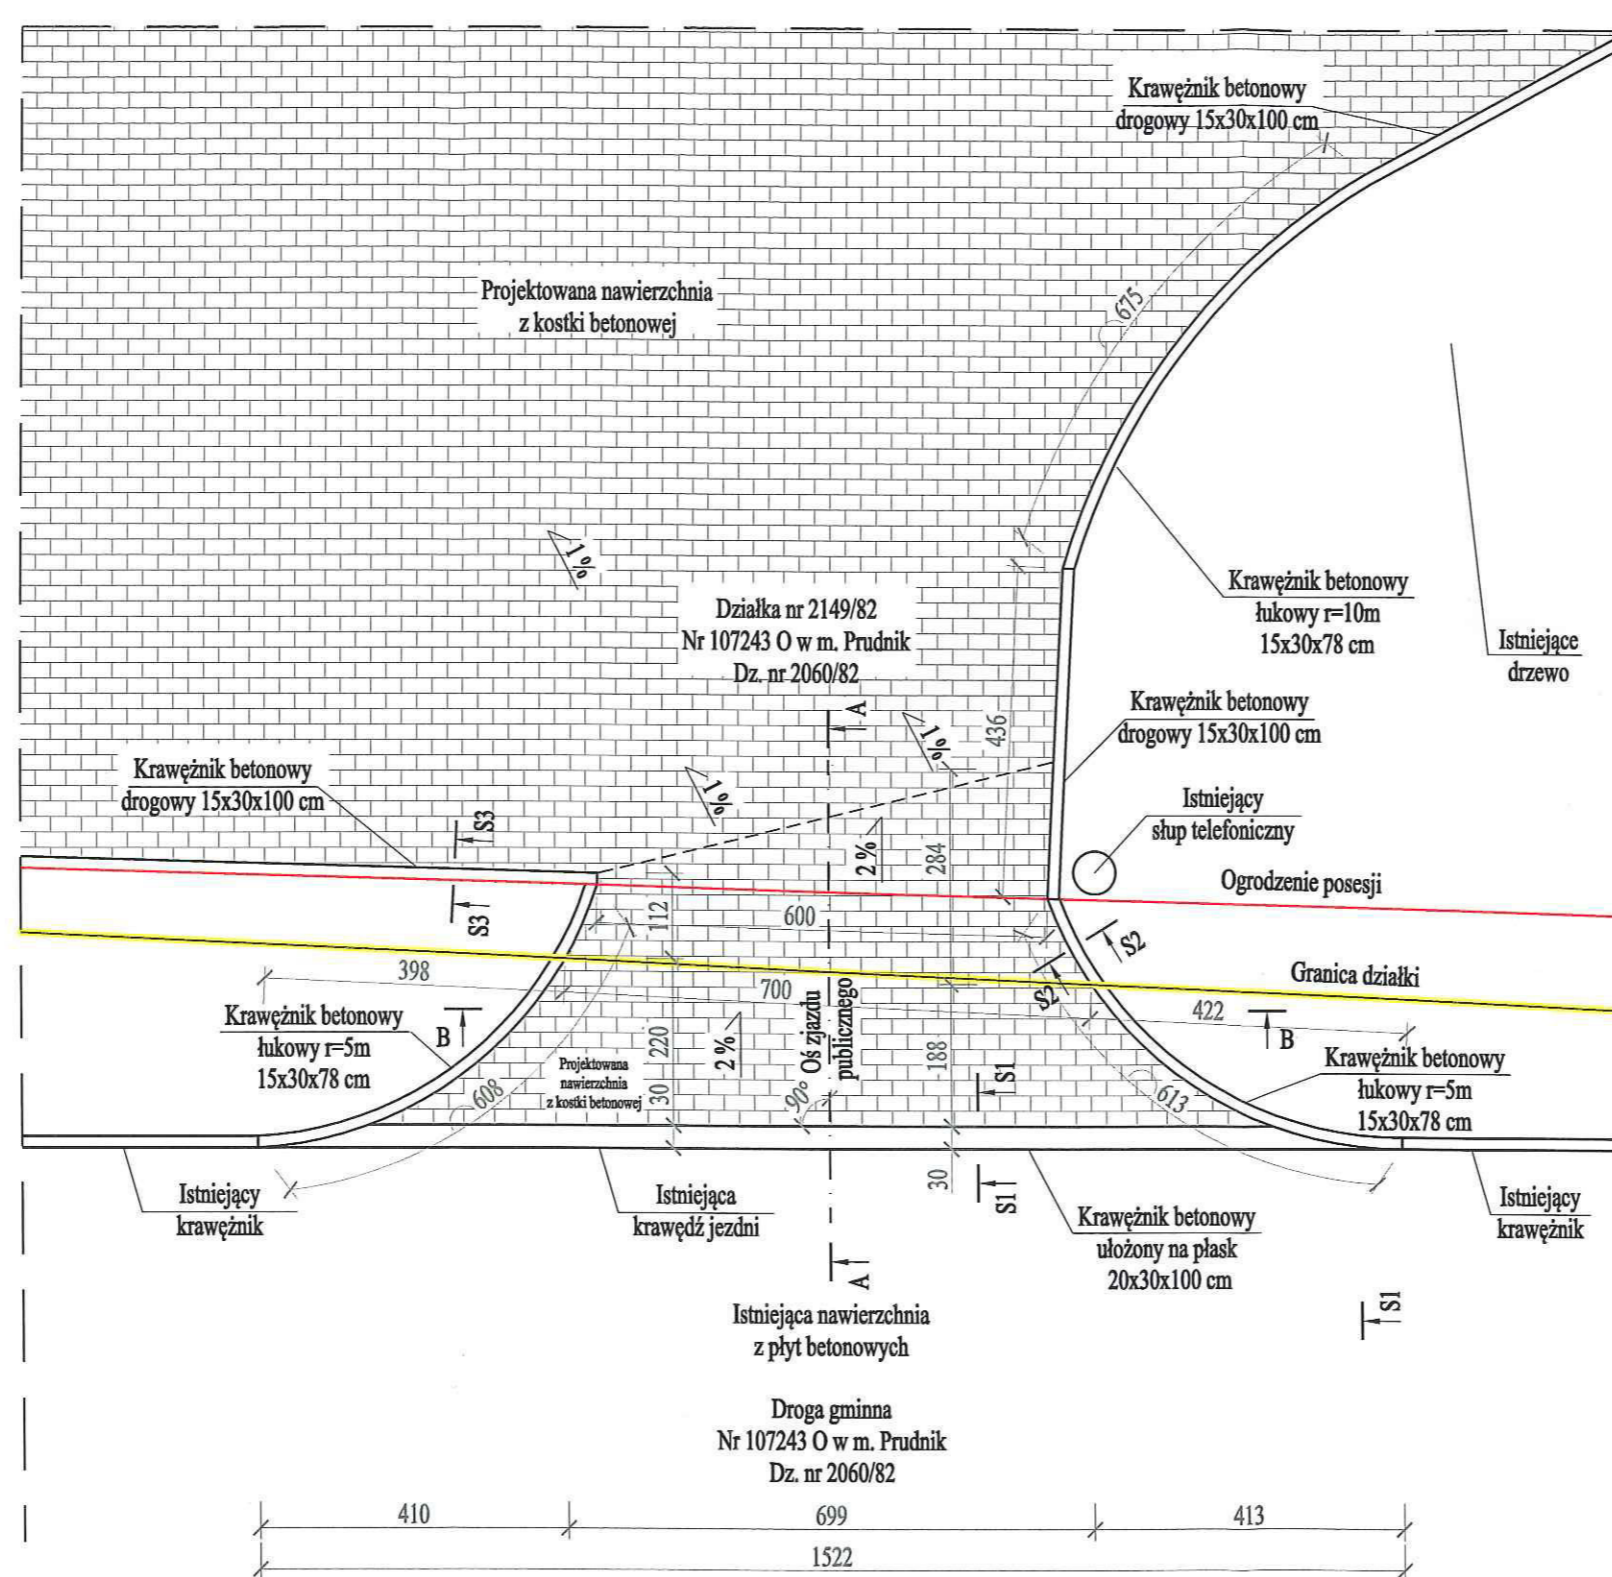 Krawężnik betonowy
drogowy 15x30x100 cm
675
Projektowana nawierzchnia
z kostki betonowej
1%
Krawężnik betonowy
łukowy r=10m
15x30x78 cm
Istniejące
drzewo
Działka nr 2149/82
Nr 107243 O w m. Prudnik
Dz. nr 2060/82
A
1%
436
Krawężnik betonowy
drogowy 15x30x100 cm
Krawężnik betonowy
drogowy 15x30x100 cm
1%
S3
2%
284
Istniejący
słup telefoniczny
Ogrodzenie posesji
S3
112
600
S2
S2
398
700
Granica działki
422
Krawężnik betonowy
łukowy r=5m
15x30x78 cm
B
220
2%
Oś zjazdu
publicznego
188
B
Krawężnik betonowy
łukowy r=5m
15x30x78 cm
Projektowana
nawierzchnia
z kostki betonowej
608
30
90°
S1
613
30
S1
Istniejący
krawężnik
Istniejąca
krawędź jezdni
Krawężnik betonowy
ułożony na płask
20x30x100 cm
Istniejący
krawężnik
A
S1
Istniejąca nawierzchnia
z płyt betonowych
Droga gminna
Nr 107243 O w m. Prudnik
Dz. nr 2060/82
410
699
413
1522